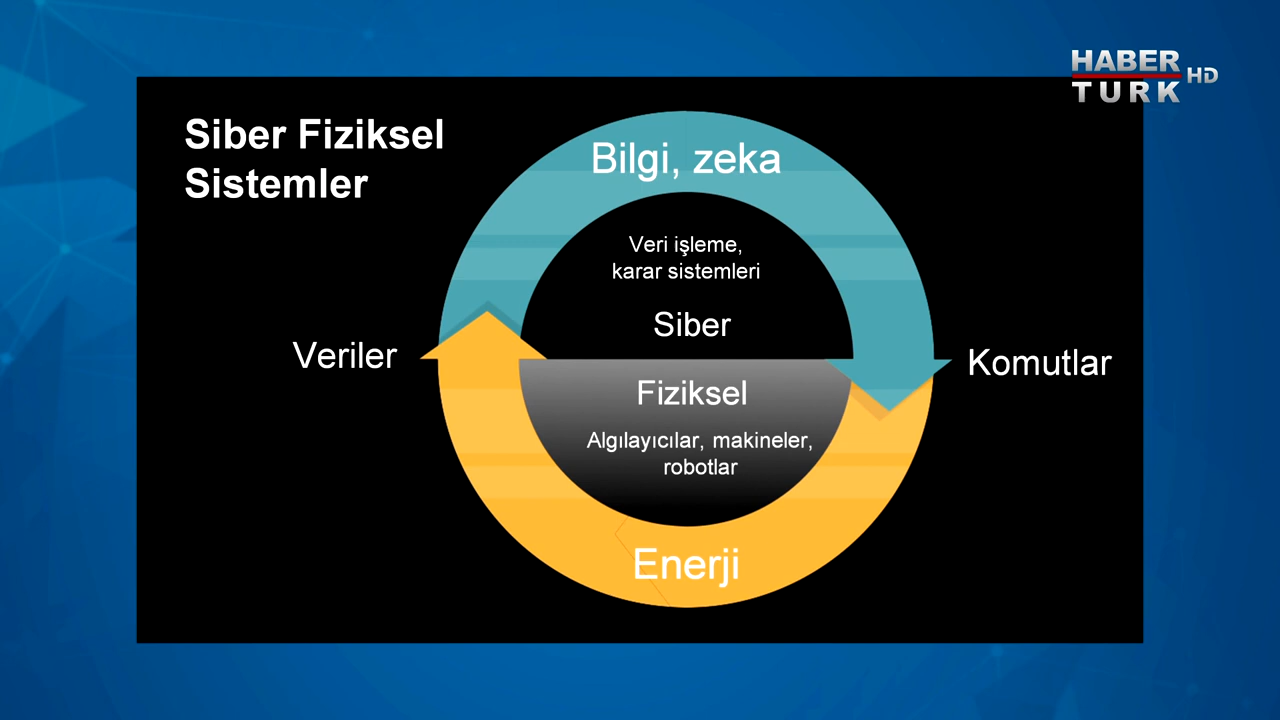 HABER
TURK HD
Siber Fiziksel
Sistemler
Bilgi, zeka
Veri işleme,
karar sistemleri
Siber
Veriler
Komutlar
Fiziksel
Algılayıcılar, makineler,
robotlar
Enerji